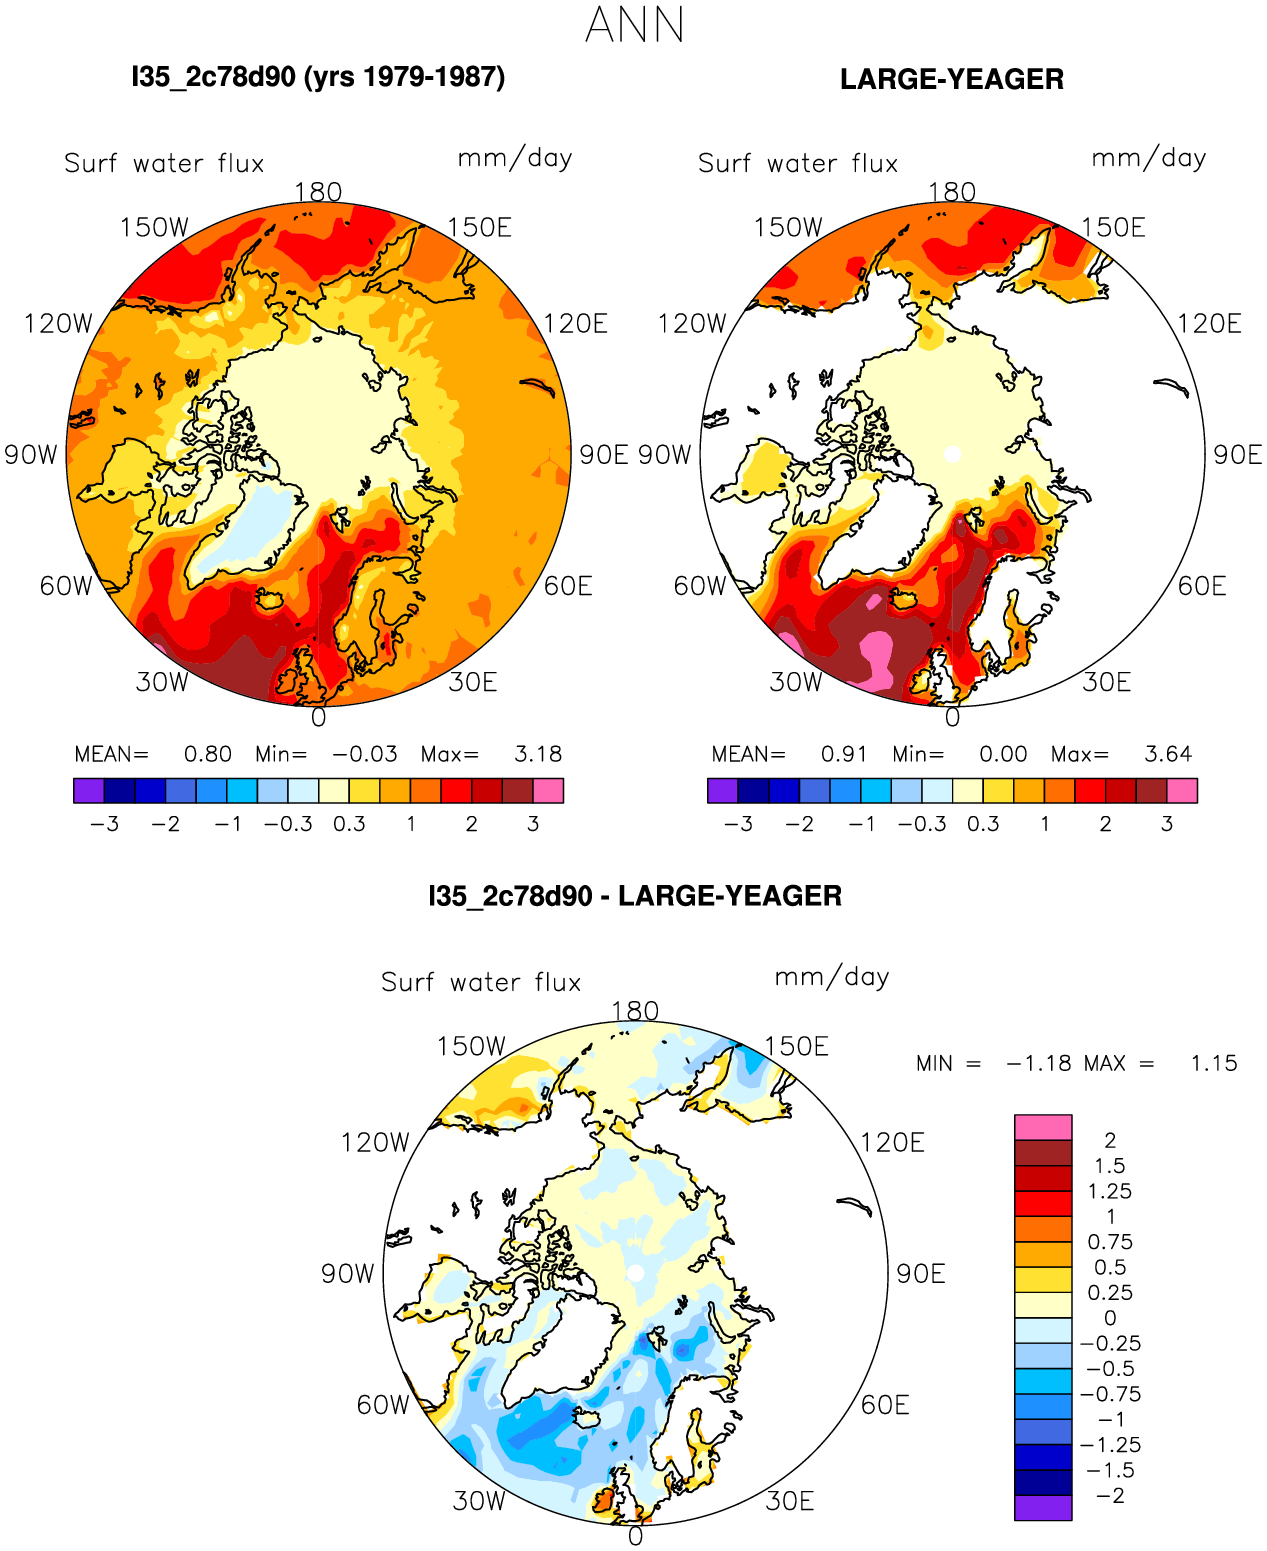 ANN
I35_2c78d90 (yrs 1979-1987)
LARGE-YEAGER
Surf water flux mm/day
Surf water flux mm/day
180
150W 150E
120W 120E
90W 90E
60W 60E
30W 30E
0
180
150W 150E
120W 120E
90W 90E
60W 60E
30W 30E
0
MEAN= 0.80 Min= -0.03 Max= 3.18
-3 -2 -1 -0.3 0.3 1 2 3
MEAN= 0.91 Min= 0.00 Max= 3.64
-3 -2 -1 -0.3 0.3 1 2 3
I35_2c78d90 - LARGE-YEAGER
Surf water flux mm/day
180
150W 150E
120W 120E
90W 90E
60W 60E
30W 30E
0
MIN = -1.18 MAX = 1.15
2
1.5
1.25
1
0.75
0.5
0.25
0
-0.25
-0.5
-0.75
-1
-1.25
-1.5
-2